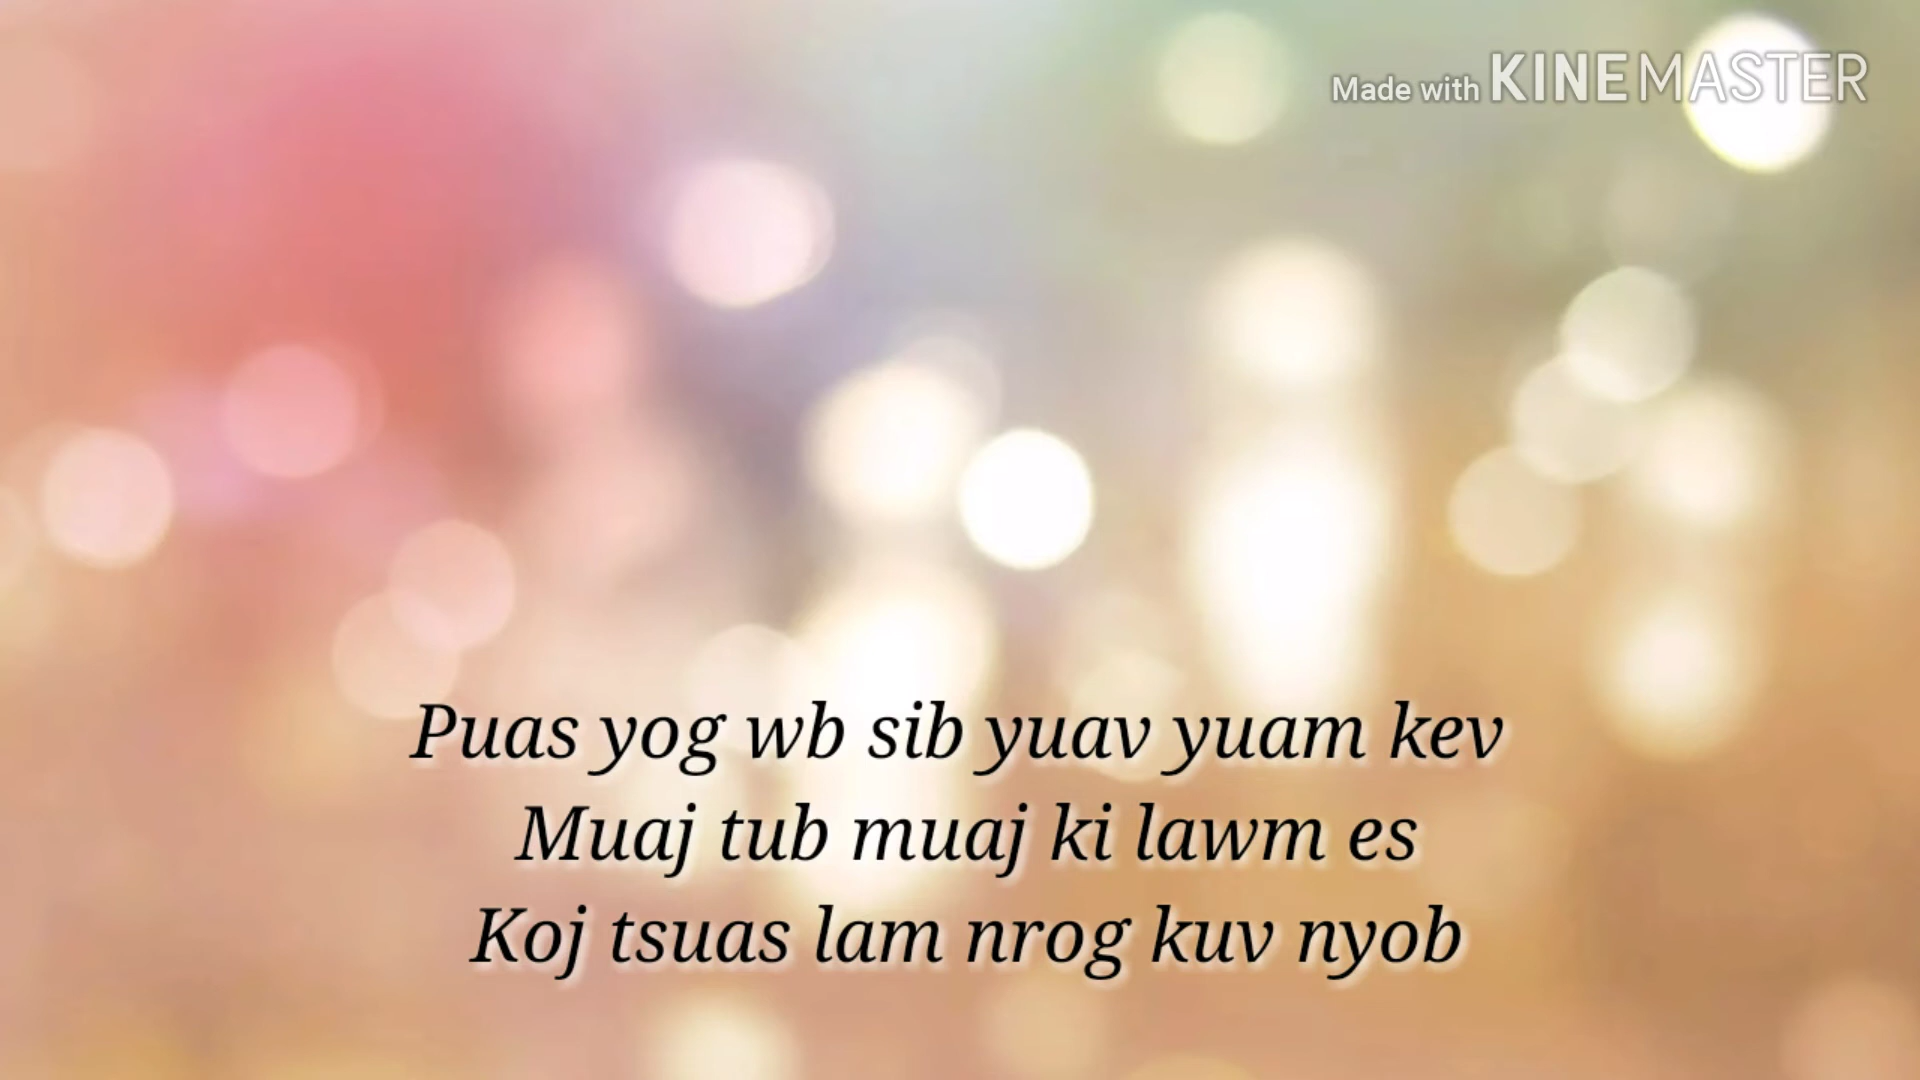 Made with KINEMASTER
Puas yog wb sib yuav yuam kev
Muaj tub muaj ki lawm es
Koj tsuas lam nrog kuv nyob